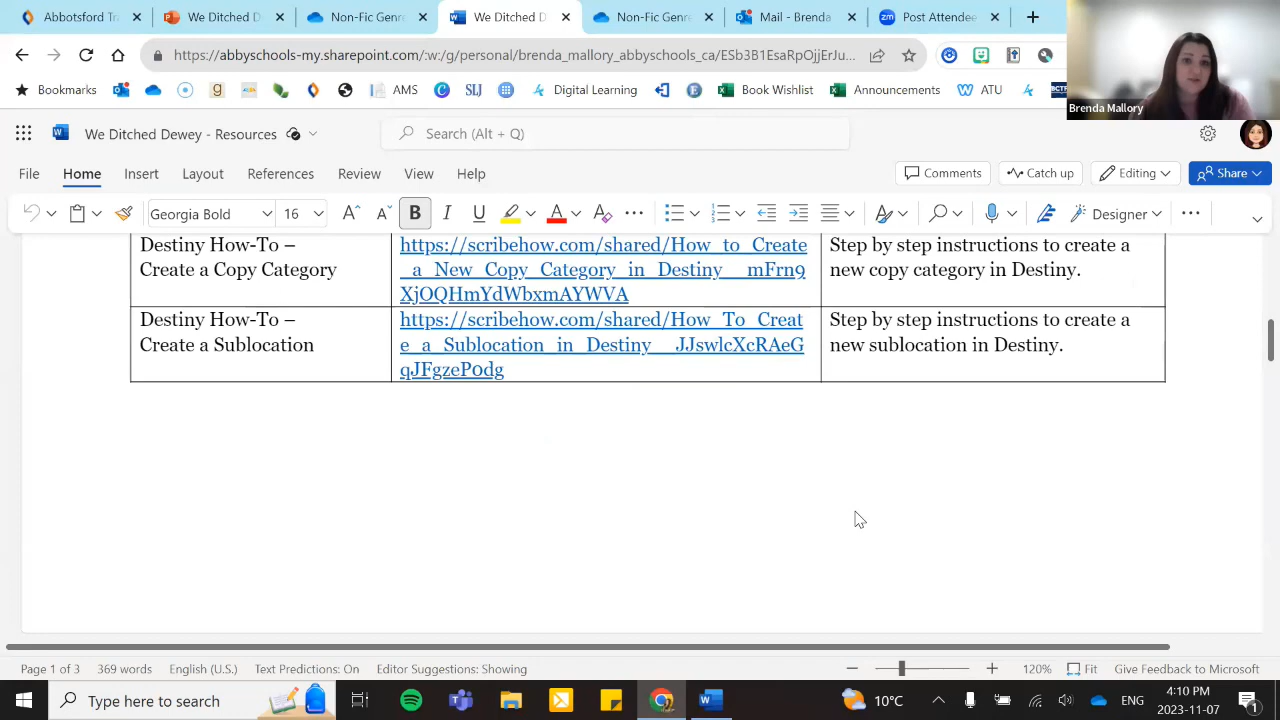 Abbotsford Tr
We Ditched D
Non-Fic Genr
We Ditched D
Non-Fic Genr
Mail - Brenda
Post Attendee
https://abbyschools-my.sharepoint.com/:w:/g/personal/brenda_mallory_abbyschools_ca/ESb3B1EsaRpOjjErJu...
Bookmarks
AMS
SLJ
Digital Learning
Book Wishlist
Announcements
ATU
Brenda Mallory
We Ditched Dewey - Resources
Search (Alt + Q)
File Home Insert Layout References Review View Help
Comments Catch up Editing Share
Georgia Bold 16 B I U A Designer
Destiny How-To –
Create a Copy Category
https://scribehow.com/shared/How_to_Create
_a_New_Copy_Category_in_Destiny__mFrn9
XjOQHmYdWbxmAYWVA
Step by step instructions to create a
new copy category in Destiny.
Destiny How-To –
Create a Sublocation
https://scribehow.com/shared/How_To_Creat
e_a_Sublocation_in_Destiny__JJswlcXcRAeG
qJFgzeP0dg
Step by step instructions to create a
new sublocation in Destiny.
Page 1 of 3 369 words English (U.S.) Text Predictions: On Editor Suggestions: Showing 120% Fit Give Feedback to Microsoft
Type here to search
10°C
ENG
4:10 PM
2023-11-07